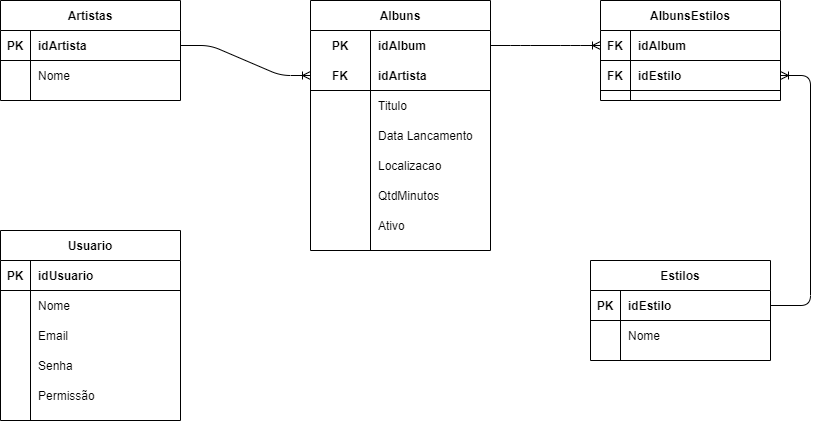 Artistas
PK idArtista
Nome
Albuns
PK idAlbum
FK idArtista
Titulo
Data Lancamento
Localizacao
QtdMinutos
Ativo
AlbunsEstilos
FK idAlbum
FK idEstilo
Usuario
PK idUsuario
Nome
Email
Senha
Permissão
Estilos
PK idEstilo
Nome